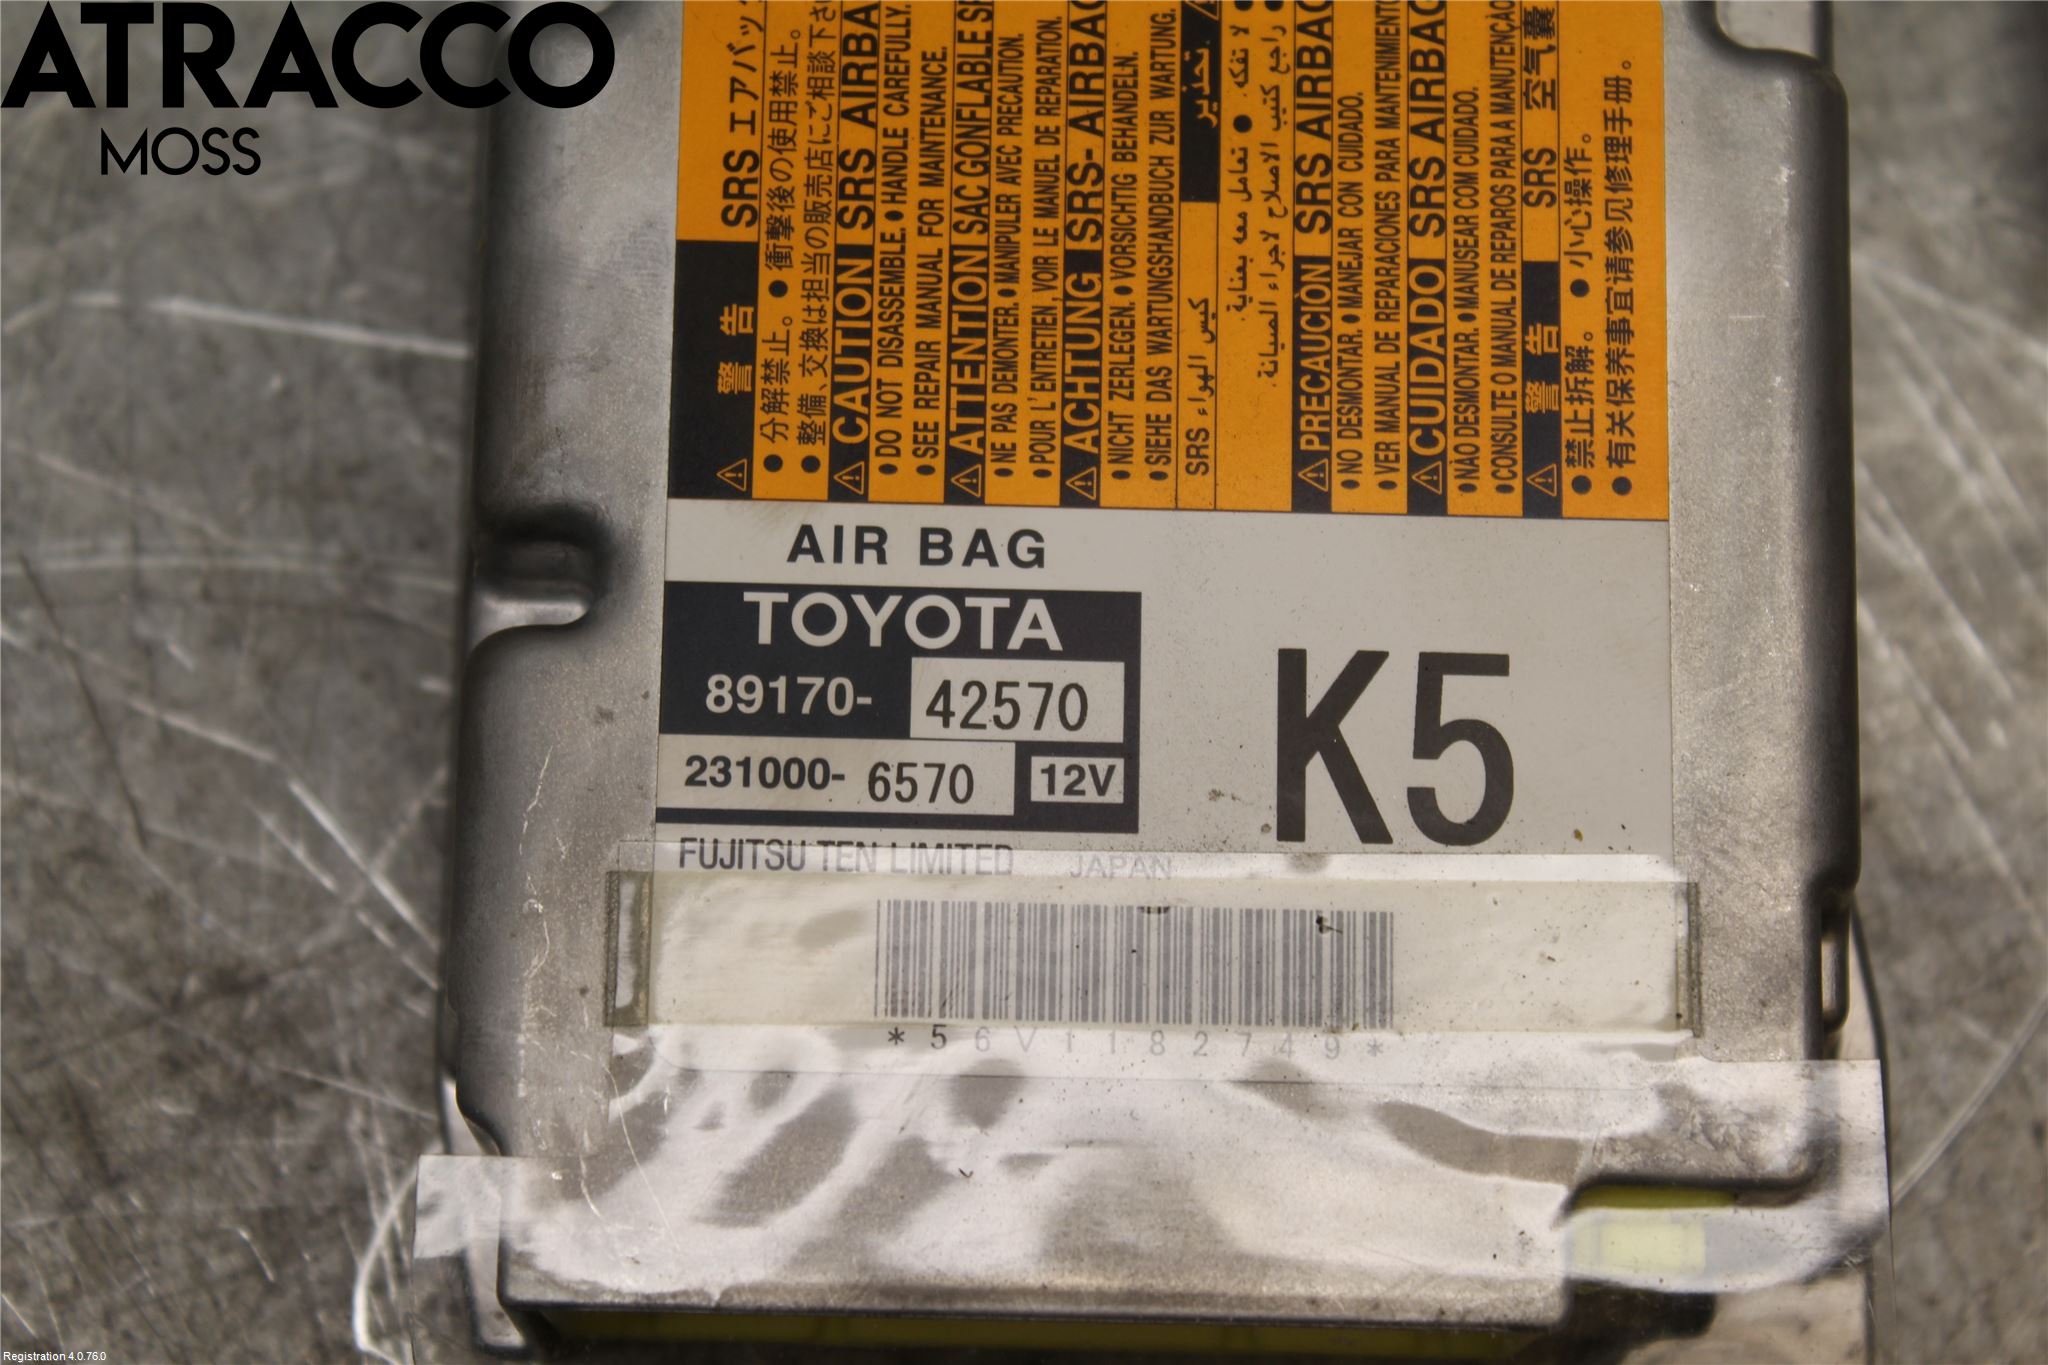 ATRACCO
MOSS
警告 SRSエアバッ
● 分解禁止。 ● 衝撃後の使用禁止。
● 整備、交換は担当の販売店にご相談下さ
CAUTION SRS AIRBA
● DO NOT DISASSEMBLE. ● HANDLE CAREFULLY.
● SEE REPAIR MANUAL FOR MAINTENANCE.
ATTENTION SAC GONFLABLE SR
● NE PAS DEMONTER. ● MANIPULER AVEC PRECAUTION.
● POUR L'ENTRETIEN, VOIR LE MANUEL DE REPARATION.
ACHTUNG SRS-AIRBAG
● NICHT ZERLEGEN. ● VORSICHTIG BEHANDELN.
● SIEHE DAS WARTUNGSHANDBUCH ZUR WARTUNG.
تحذير
SRS كيس الهواء
● لا تفكه. ● تعامل معه بعناية.
● راجع كتيب الاصلاح لاجراء الصيانة.
PRECAUCIÒN SRS AIRBAG
● NO DESMONTAR. ● MANEJAR CON CUIDADO.
● VER MANUAL DE REPARACIONES PARA MANTENIMIENTO
CUIDADO SRS AIRBAG
● NÀO DESMONTAR. ● MANUSEAR COM CUIDADO.
● CONSULTE O MANUAL DE REPAROS PARA A MANUTENCÀO
警告 SRS 空气囊
● 禁止拆解。 ● 小心操作。
● 有关保养事宜请参见修理手册。
AIR BAG
TOYOTA
89170-42570
231000-6570 12V
K5
FUJITSU TEN LIMITED JAPAN
*56V1182749*
Registration 4.0.76.0